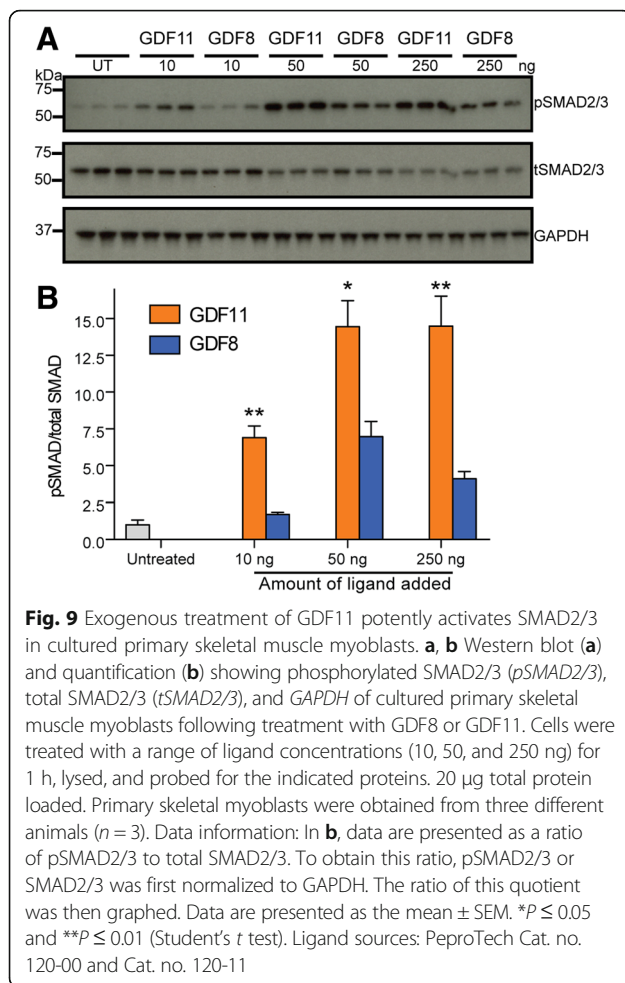 A
GDF11 GDF8 GDF11 GDF8 GDF11 GDF8
kDa UT 10 10 50 50 250 250 ng
75
50
pSMAD2/3
75
50
tSMAD2/3
37
GAPDH
B
GDF11
GDF8
* ** **
pSMAD/total SMAD
15.0
12.5
10.0
7.5
5.0
2.5
0.0
Untreated 10 ng 50 ng 250 ng
Amount of ligand added
Fig. 9 Exogenous treatment of GDF11 potently activates SMAD2/3
in cultured primary skeletal muscle myoblasts. a, b Western blot (a)
and quantification (b) showing phosphorylated SMAD2/3 (pSMAD2/3),
total SMAD2/3 (tSMAD2/3), and GAPDH of cultured primary skeletal
muscle myoblasts following treatment with GDF8 or GDF11. Cells were
treated with a range of ligand concentrations (10, 50, and 250 ng) for
1 h, lysed, and probed for the indicated proteins. 20 μg total protein
loaded. Primary skeletal myoblasts were obtained from three different
animals (n = 3). Data information: In b, data are presented as a ratio
of pSMAD2/3 to total SMAD2/3. To obtain this ratio, pSMAD2/3 or
SMAD2/3 was first normalized to GAPDH. The ratio of this quotient
was then graphed. Data are presented as the mean ± SEM. *P ≤ 0.05
and **P ≤ 0.01 (Student's t test). Ligand sources: PeproTech Cat. no.
120-00 and Cat. no. 120-11